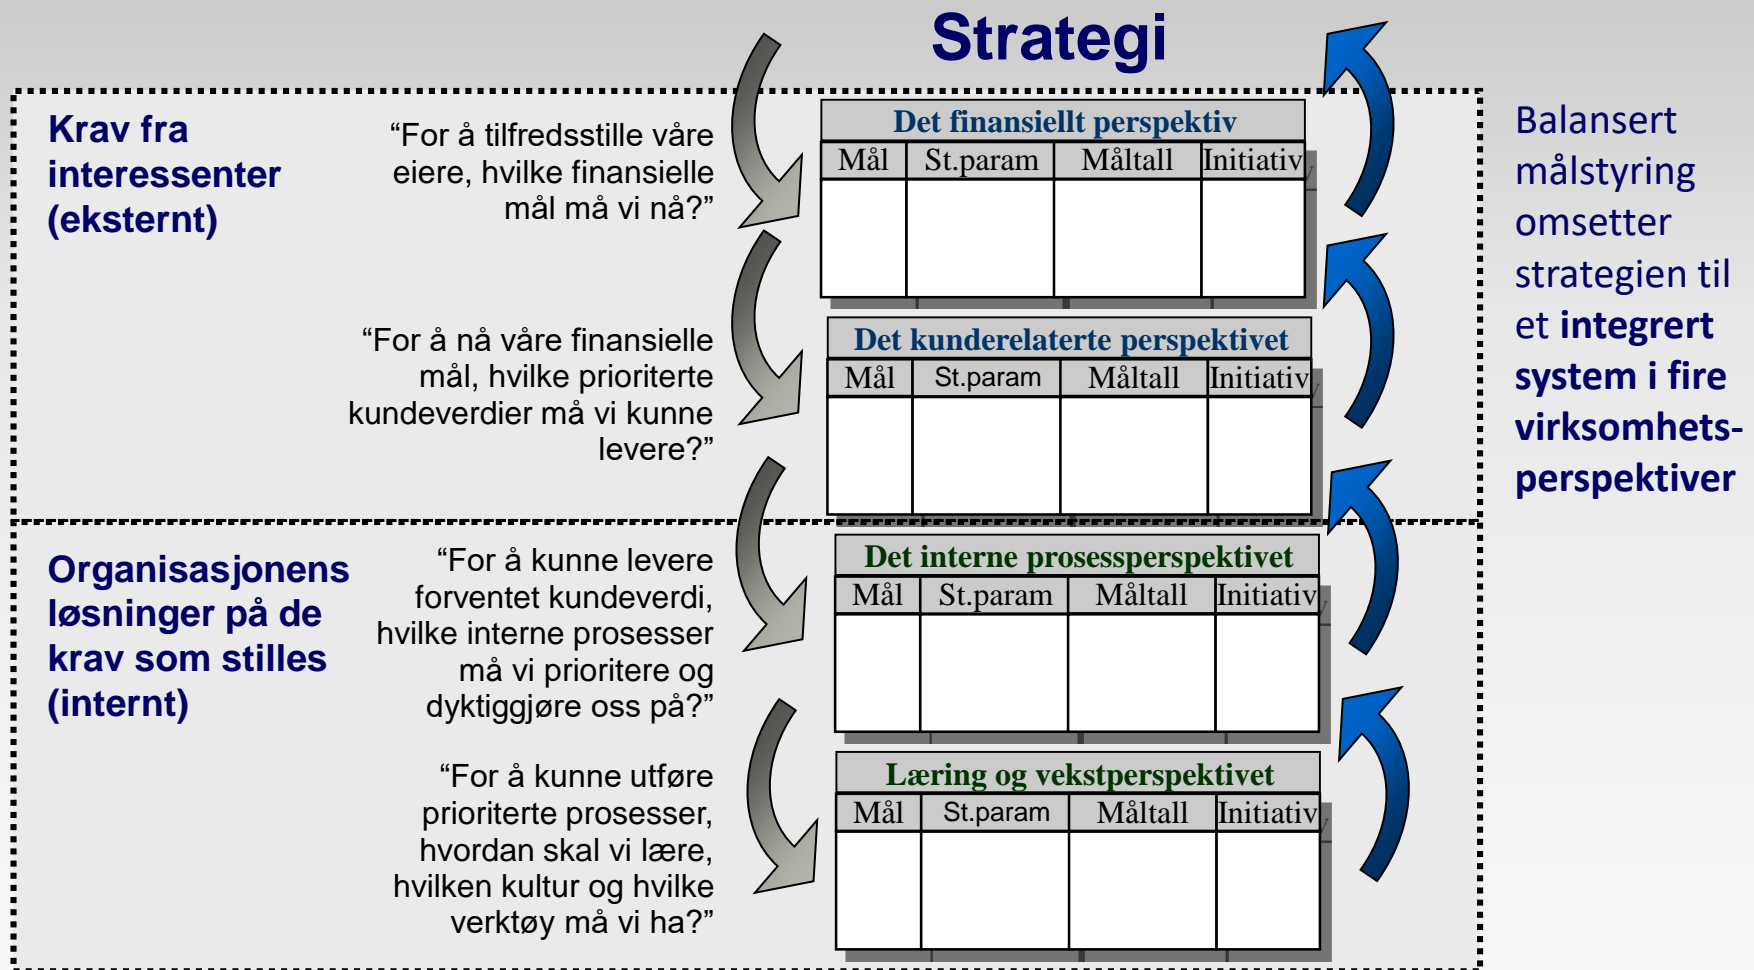 Strategi
Krav fra
interessenter
(eksternt)
“For å tilfredsstille våre
eiere, hvilke finansielle
mål må vi nå?”
Det finansiellt perspektiv
Mål St.param Måltall Initiativ
“For å nå våre finansielle
mål, hvilke prioriterte
kundeverdier må vi kunne
levere?”
Det kunderelaterte perspektivet
Mål St.param Måltall Initiativ
Organisasjonens
løsninger på de
krav som stilles
(internt)
“For å kunne levere
forventet kundeverdi,
hvilke interne prosesser
må vi prioritere og
dyktiggjøre oss på?”
Det interne prosessperspektivet
Mål St.param Måltall Initiativ
“For å kunne utføre
prioriterte prosesser,
hvordan skal vi lære,
hvilken kultur og hvilke
verktøy må vi ha?”
Læring og vekstperspektivet
Mål St.param Måltall Initiativ
Balansert
målstyring
omsetter
strategien til
et integrert
system i fire
virksomhets-
perspektiver